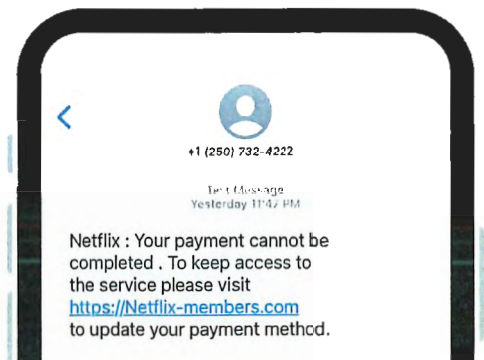 +1 (250) 732-4222
Text Message
Yesterday 11:47 PM
Netflix : Your payment cannot be
completed . To keep access to
the service please visit
https://Netflix-members.com
to update your payment method.